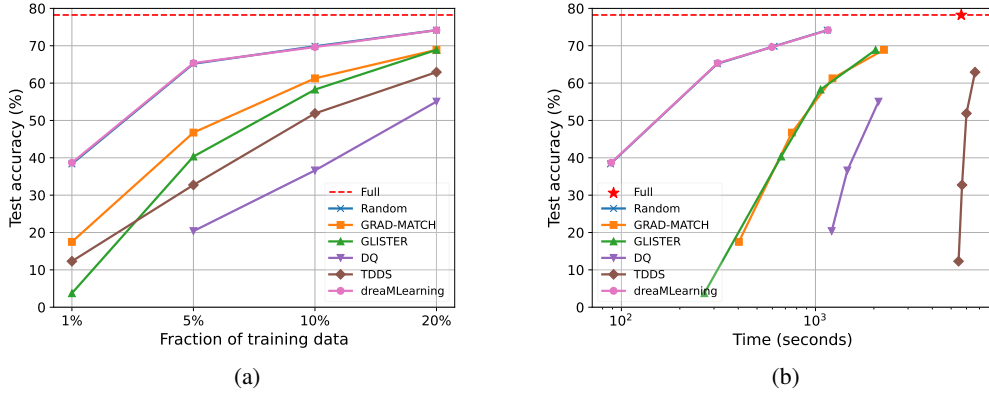 80
70
60
50
40
30
20
10
0
Test accuracy (%)
1%
5%
10%
20%
Fraction of training data
Full
Random
GRAD-MATCH
GLISTER
DQ
TDDS
dreaMLearning
(a)
80
70
60
50
40
30
20
10
0
Test accuracy (%)
10²
10³
Time (seconds)
Full
Random
GRAD-MATCH
GLISTER
DQ
TDDS
dreaMLearning
(b)